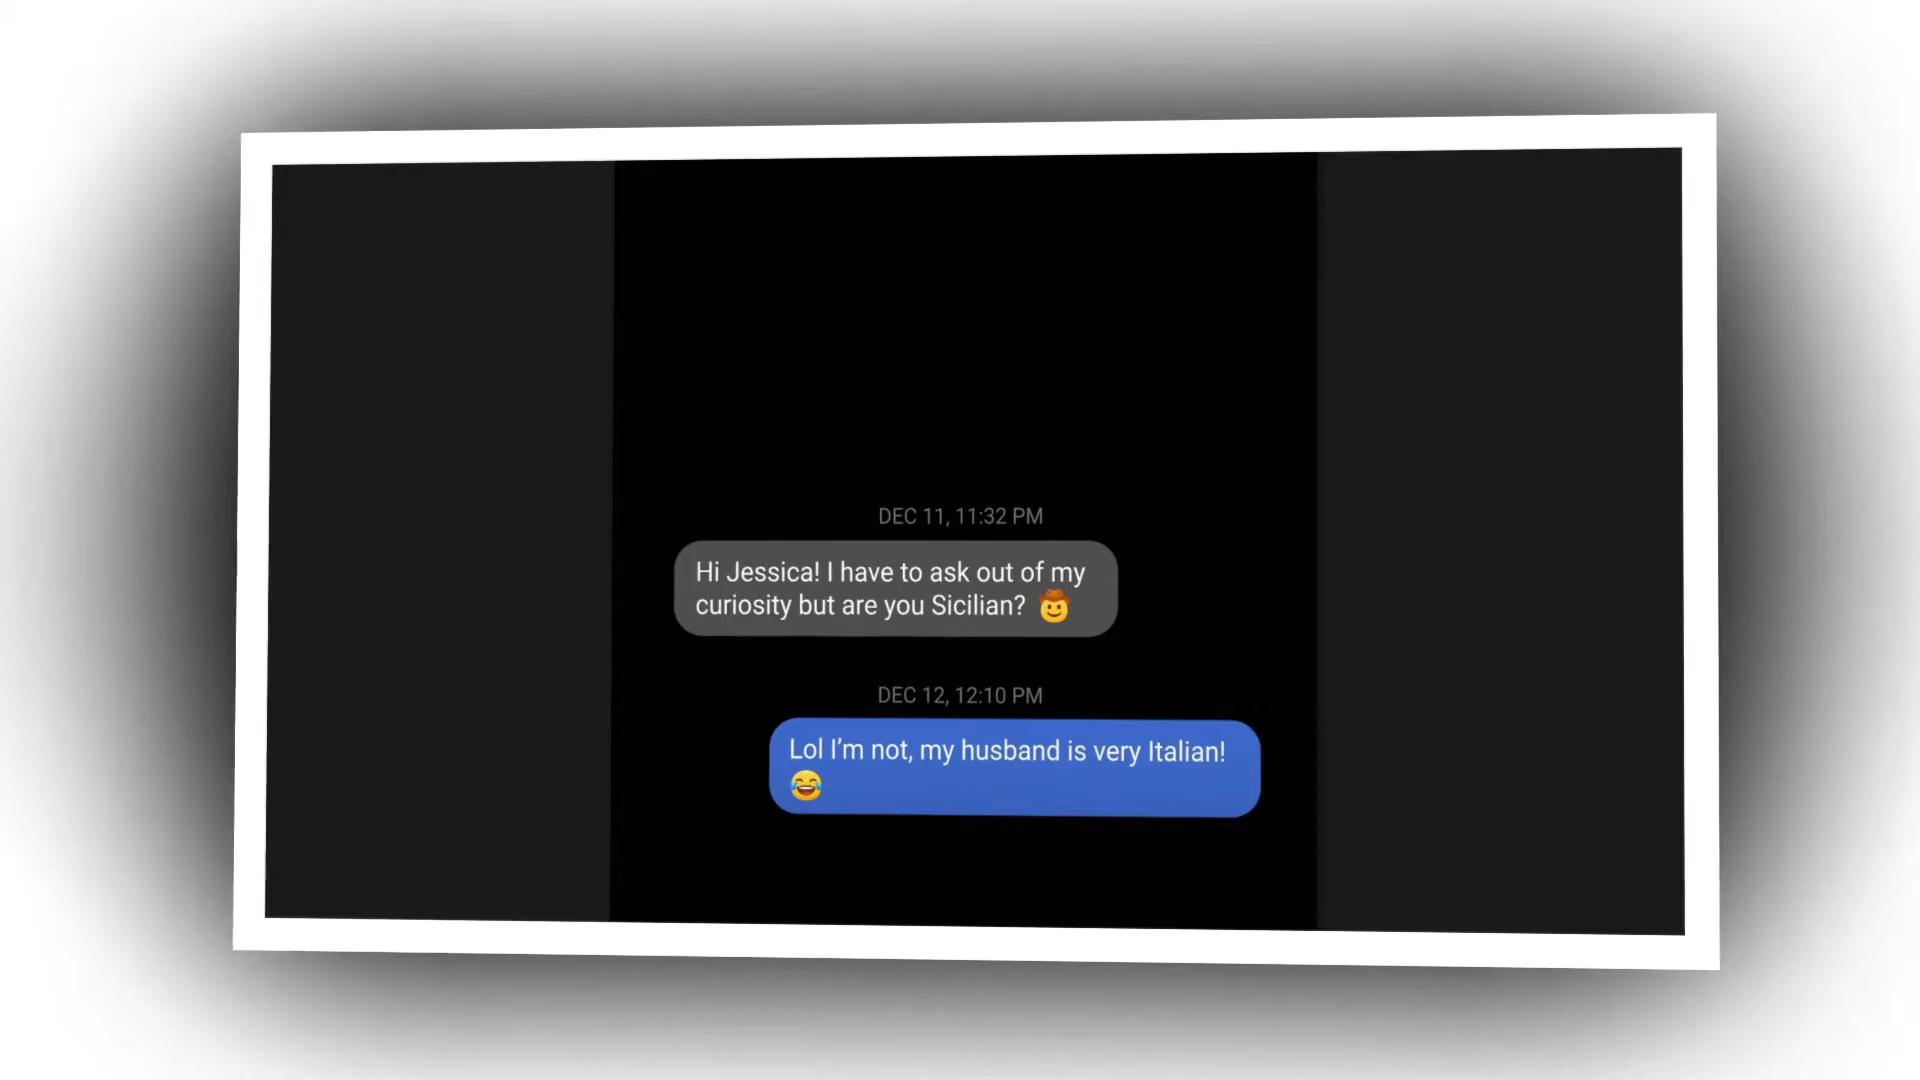 DEC 11, 11:32 PM
Hi Jessica! I have to ask out of my
curiosity but are you Sicilian? 🤠
DEC 12, 12:10 PM
Lol I’m not, my husband is very Italian!
😂